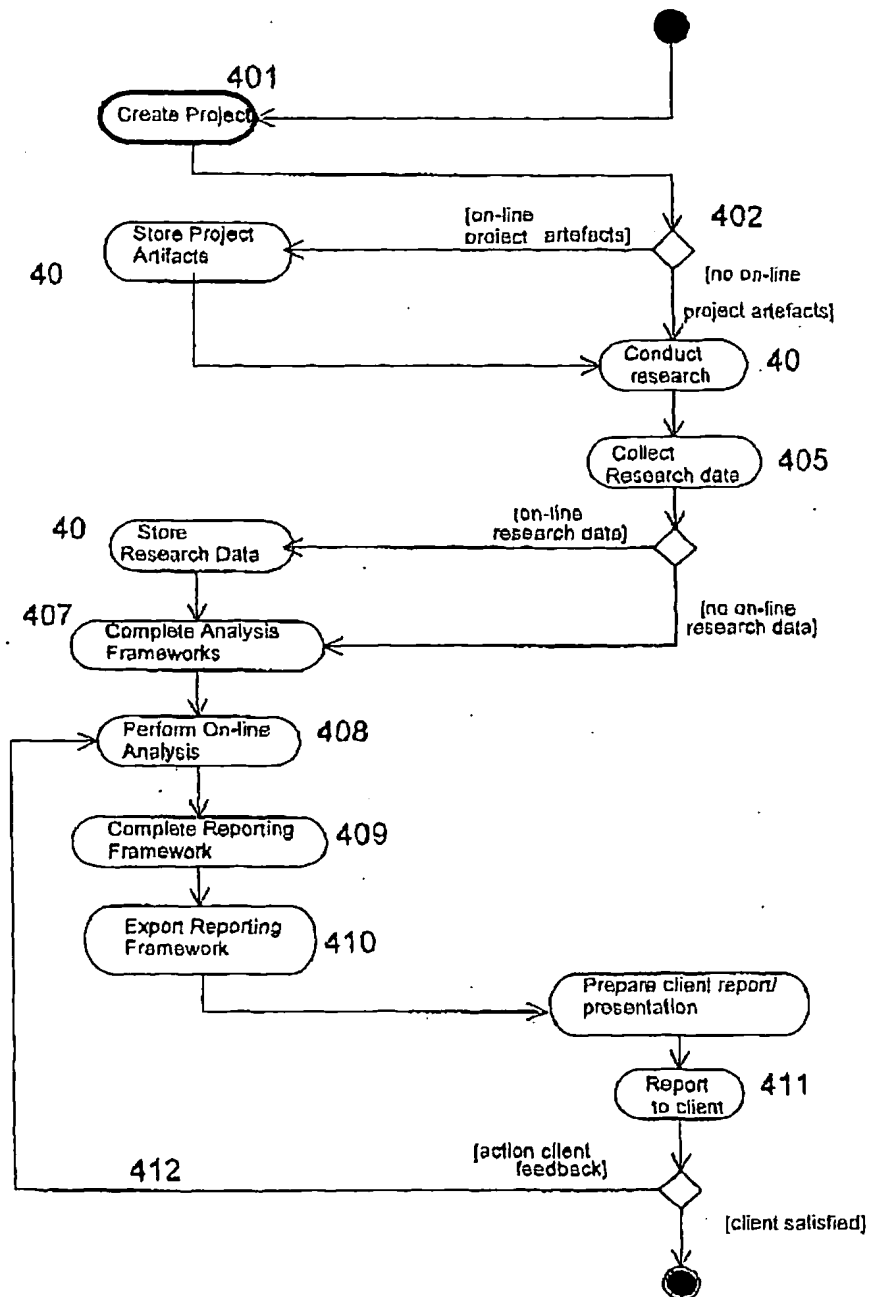 401
Create Project
402
[on-line
project artefacts]
Store Project
Artifacts
40
[no on-line
project artefacts]
Conduct
research
40
Collect
Research data
405
[on-line
research data]
40
Store
Research Data
407
[no on-line
research data]
Complete Analysis
Frameworks
Perform On-line
Analysis
408
Complete Reporting
Framework
409
Export Reporting
Framework
410
Prepare client report/
presentation
Report
to client
411
412
[action client
feedback]
[client satisfied]